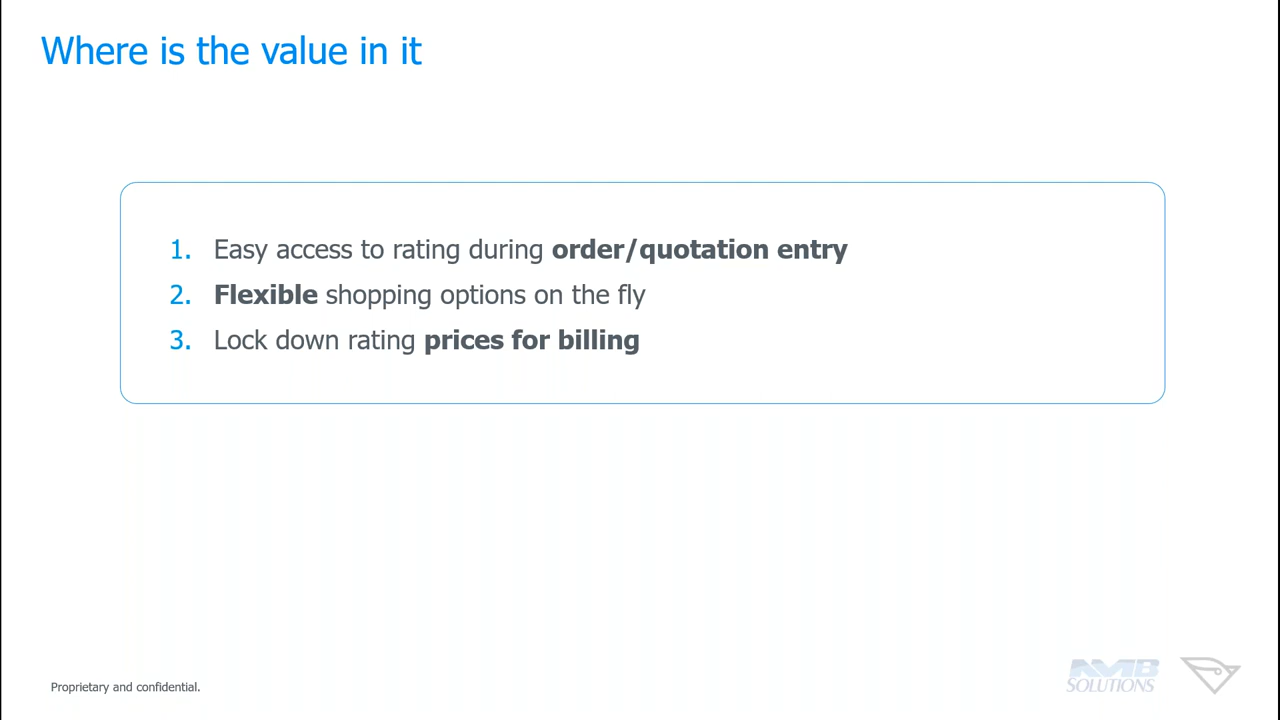 Where is the value in it
1. Easy access to rating during order/quotation entry
2. Flexible shopping options on the fly
3. Lock down rating prices for billing
Proprietary and confidential.
NMB
SOLUTIONS